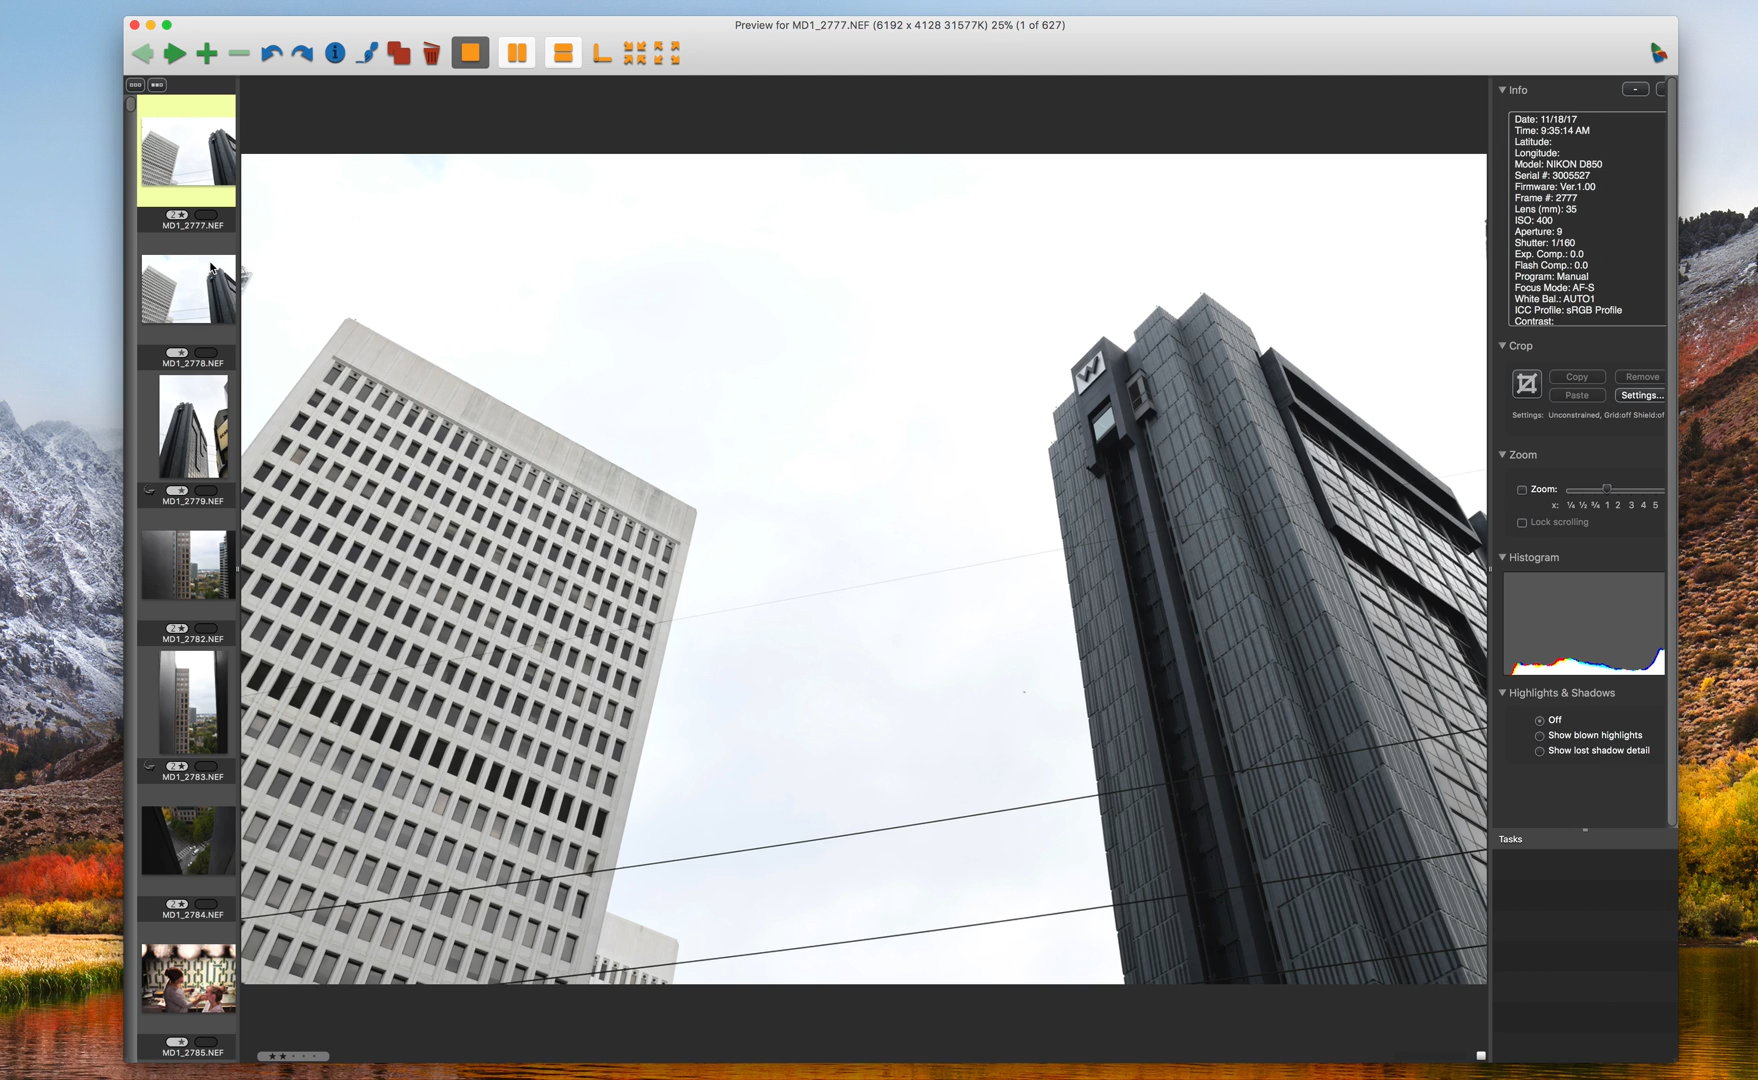 Preview for MD1_2777.NEF (6192 x 4128 31577K) 25% (1 of 627)
2★
MD1_2777.NEF
★
MD1_2778.NEF
★
MD1_2779.NEF
2★
MD1_2782.NEF
2★
MD1_2783.NEF
2★
MD1_2784.NEF
★
MD1_2785.NEF
W
Info
-
Date: 11/18/17
Time: 9:35:14 AM
Latitude:
Longitude:
Model: NIKON D850
Serial #: 3005527
Firmware: Ver.1.00
Frame #: 2777
Lens (mm): 35
ISO: 400
Aperture: 9
Shutter: 1/160
Exp. Comp.: 0.0
Flash Comp.: 0.0
Program: Manual
Focus Mode: AF-S
White Bal.: AUTO1
ICC Profile: sRGB Profile
Contrast:
Crop
Copy Remove
Paste Settings...
Settings: Unconstrained, Grid:off Shield:of
Zoom
Zoom:
x: ¼ ½ ¾ 1 2 3 4 5
Lock scrolling
Histogram
Highlights & Shadows
Off
Show blown highlights
Show lost shadow detail
Tasks